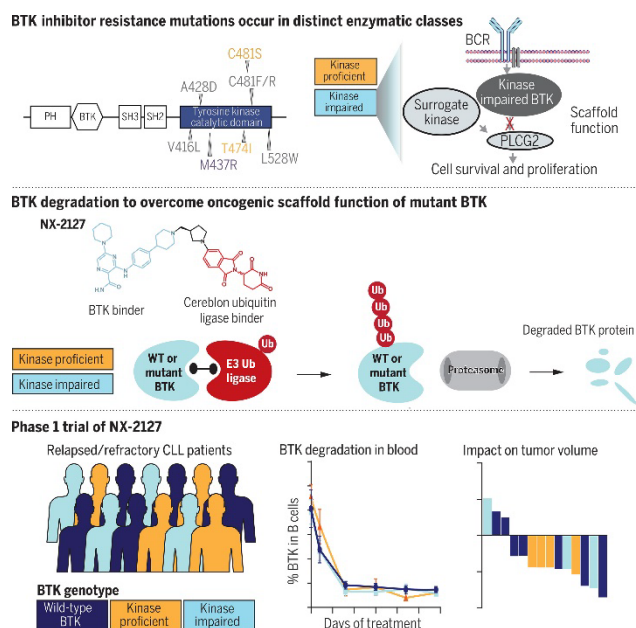 BTK inhibitor resistance mutations occur in distinct enzymatic classes
C481S
C481F/R
A428D
PH
BTK
SH3
SH2
Tyrosine kinase
catalytic domain
V416L
M437R
T474I
L528W
Kinase
proficient
Kinase
impaired
BCR
Kinase
impaired BTK
Surrogate
kinase
Scaffold
function
PLCG2
Cell survival and proliferation
BTK degradation to overcome oncogenic scaffold function of mutant BTK
NX-2127
N
N
N
N
N
N
H
O
NH₂
O
O
N
O
NH
O
BTK binder
Cereblon ubiquitin
ligase binder
Kinase proficient
Kinase impaired
WT or
mutant
BTK
E3 Ub
ligase
Ub
Ub
Ub
Ub
Ub
WT or
mutant
BTK
Proteasome
Degraded BTK protein
Phase 1 trial of NX-2127
Relapsed/refractory CLL patients
BTK genotype
Wild-type
BTK
Kinase
proficient
Kinase
impaired
BTK degradation in blood
% BTK in B cells
Days of treatment
Impact on tumor volume